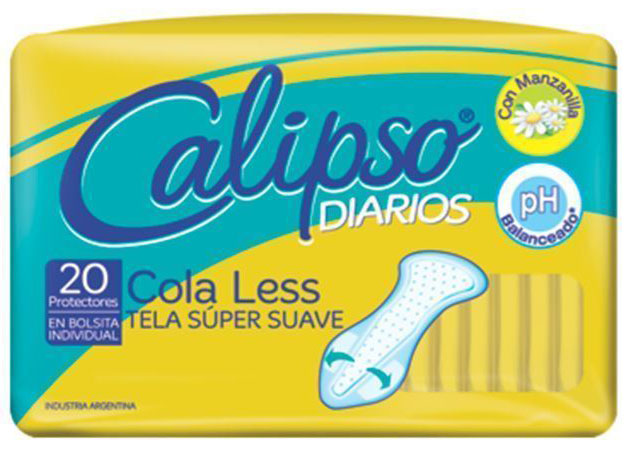 Calipso®
DIARIOS
Con Manzanilla
pH
Balanceado*
20
Protectores
EN BOLSITA
INDIVIDUAL
Cola Less
TELA SÚPER SUAVE
INDUSTRIA ARGENTINA